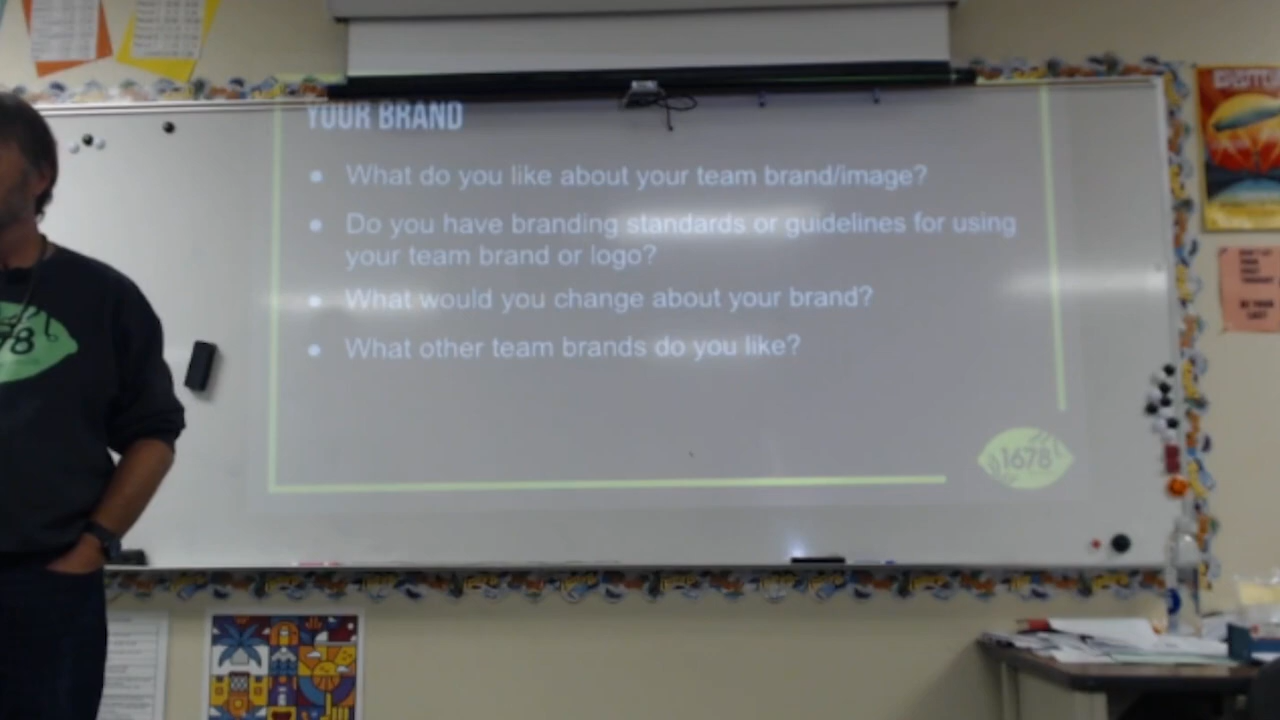 YOUR BRAND
• What do you like about your team brand/image?
• Do you have branding standards or guidelines for using
your team brand or logo?
• What would you change about your brand?
• What other team brands do you like?
1678
78